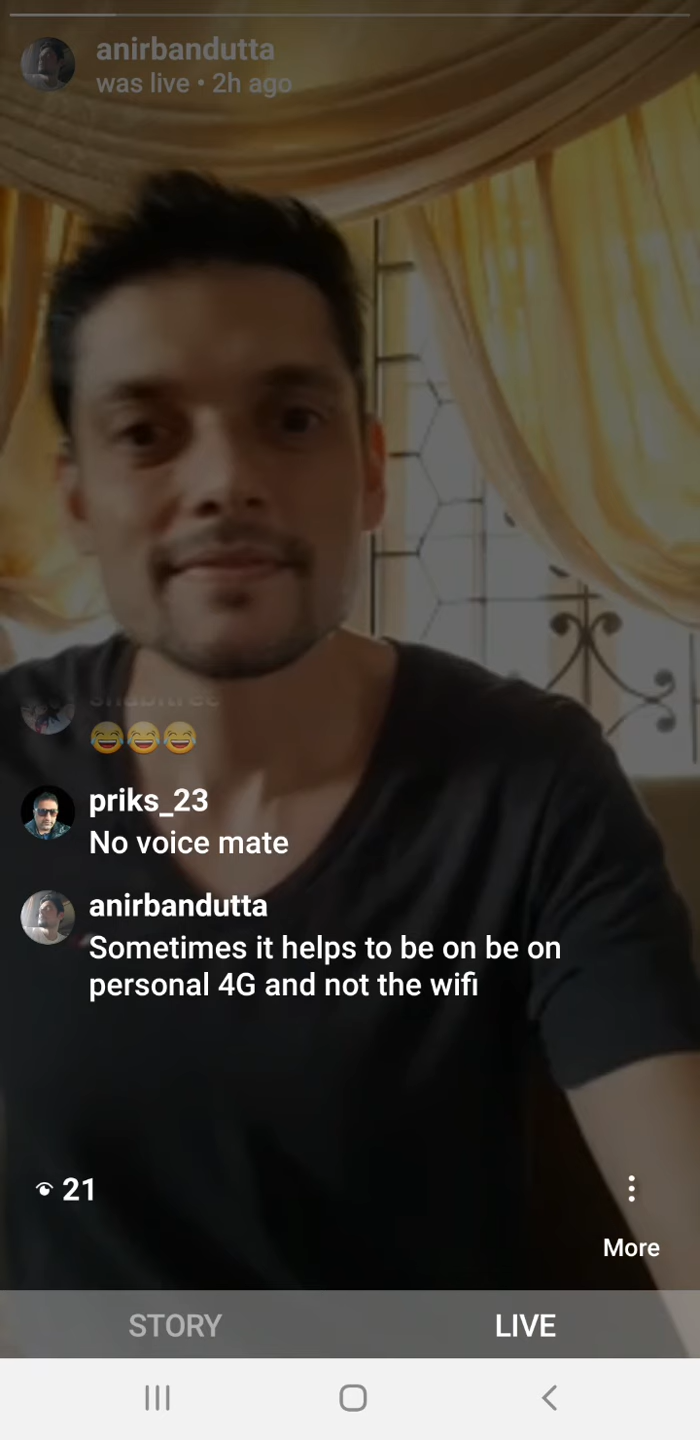 anirbandutta
was live • 2h ago
😂😂😂
priks_23
No voice mate
anirbandutta
Sometimes it helps to be on be on
personal 4G and not the wifi
21
More
STORY
LIVE